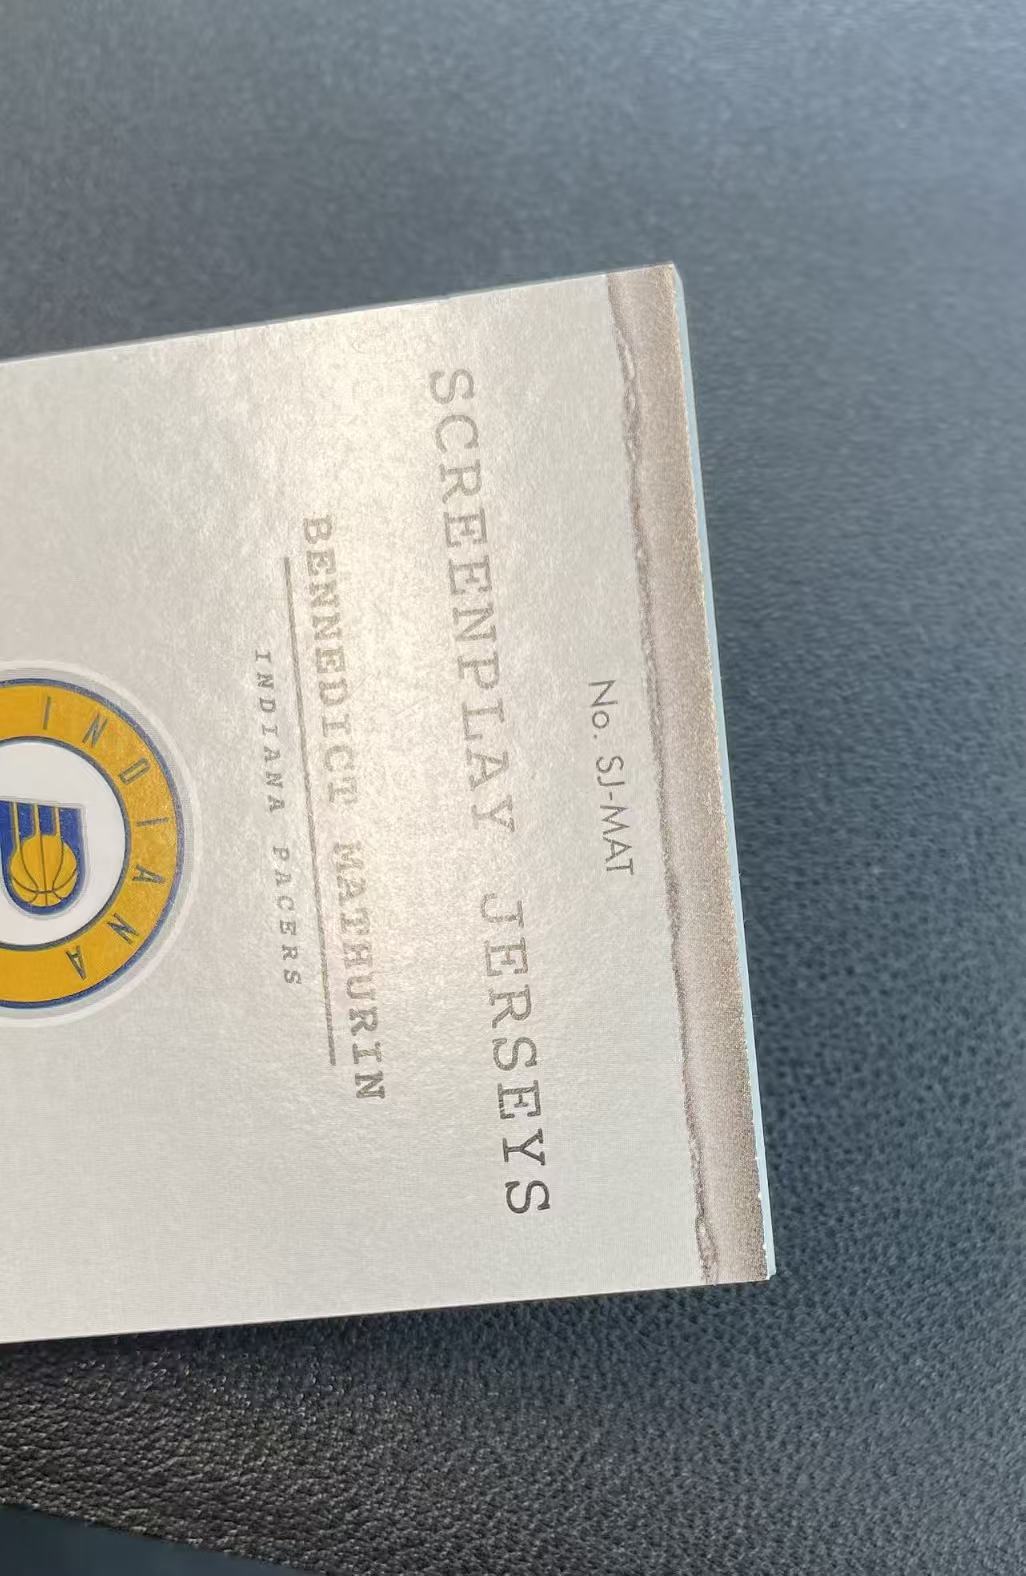 No. SJ-MAT
SCREENPLAY JERSEYS
BENNEDICT MATHURIN
INDIANA PACERS
INDIANA